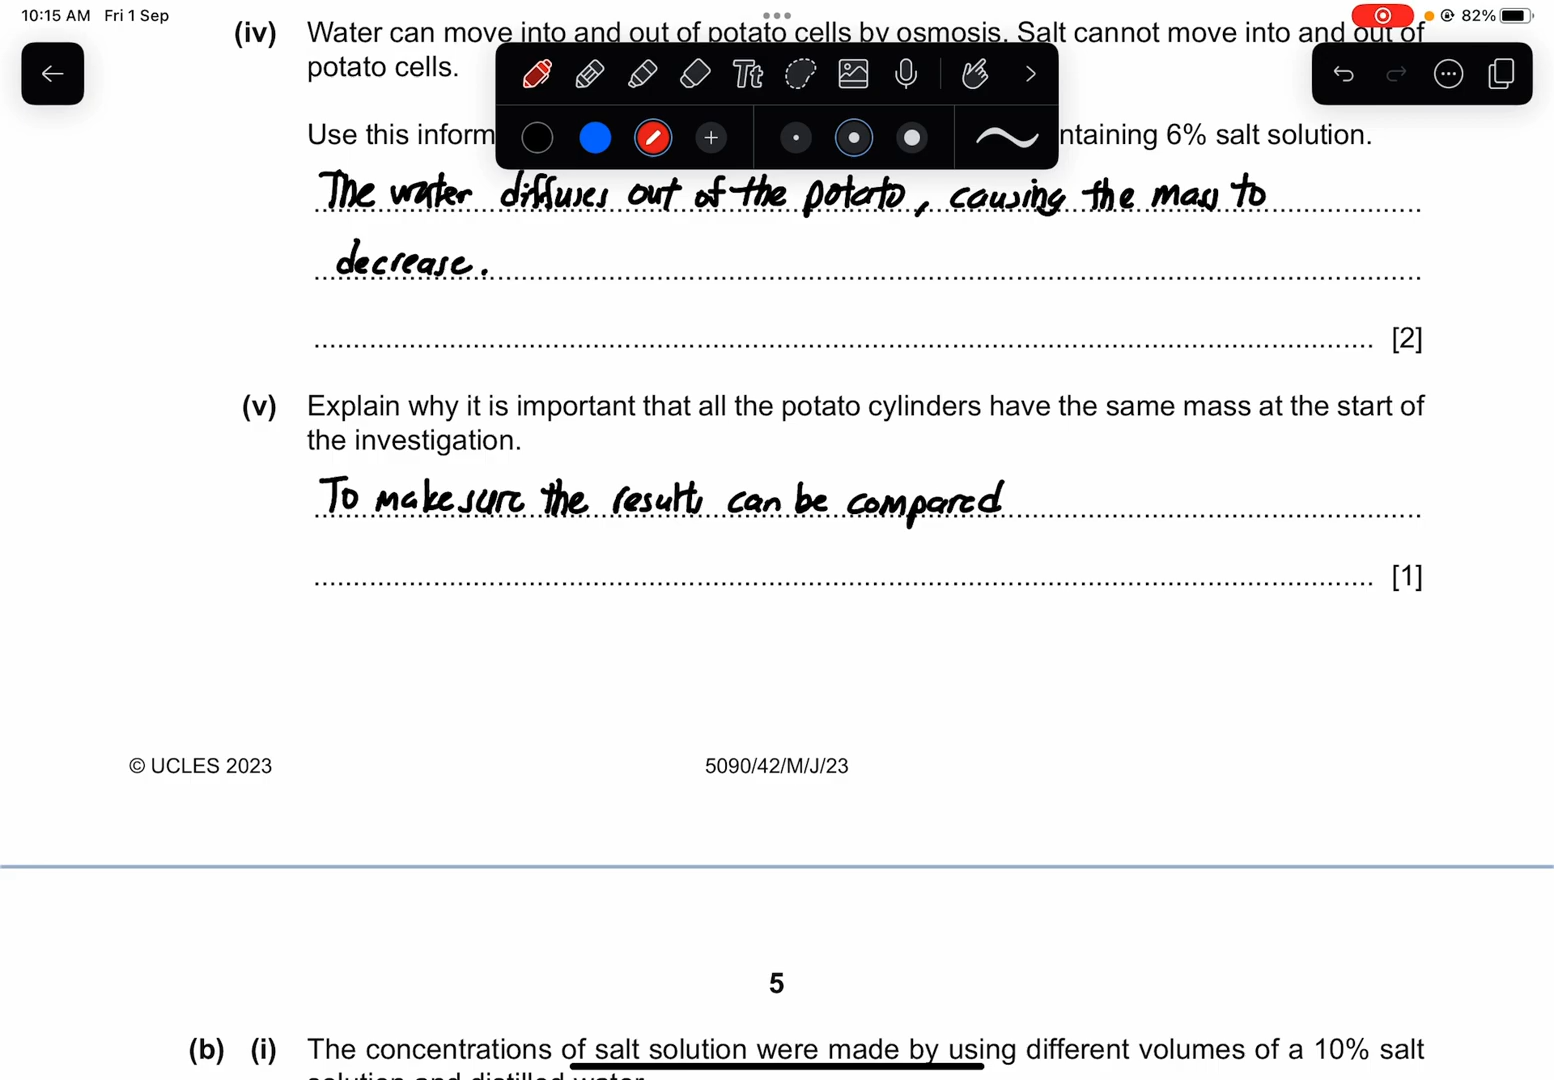 10:15 AM Fri 1 Sep
82%
(iv) Water can move into and out of potato cells by osmosis. Salt cannot move into and out of
potato cells.
Tt
Use this inform ntaining 6% salt solution.
The water diffuses out of the potato, causing the mass to
decrease.
[2]
(v) Explain why it is important that all the potato cylinders have the same mass at the start of
the investigation.
To make sure the results can be compared
[1]
© UCLES 2023 5090/42/M/J/23
5
(b) (i) The concentrations of salt solution were made by using different volumes of a 10% salt
solution and distilled water